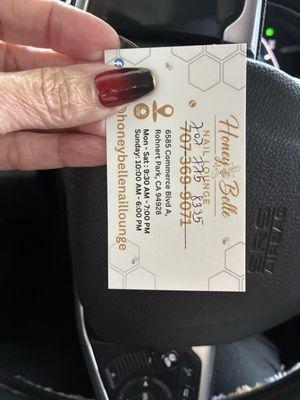 Honey Belle
NAIL LOUNGE
707-369-9071
6585 Commerce Blvd A,
Rohnert Park, CA 94928
Mon - Sat : 9:30 AM - 7:00 PM
Sunday: 10:00 AM - 6:00 PM
@honeybellenaillounge